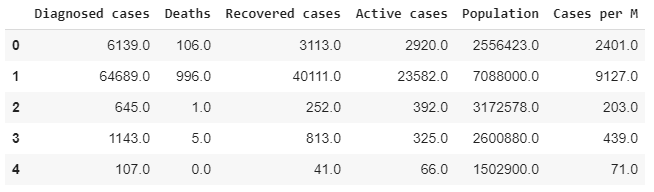 Diagnosed cases Deaths Recovered cases Active cases Population Cases per M
0 6139.0 106.0 3113.0 2920.0 2556423.0 2401.0
1 64689.0 996.0 40111.0 23582.0 7088000.0 9127.0
2 645.0 1.0 252.0 392.0 3172578.0 203.0
3 1143.0 5.0 813.0 325.0 2600880.0 439.0
4 107.0 0.0 41.0 66.0 1502900.0 71.0